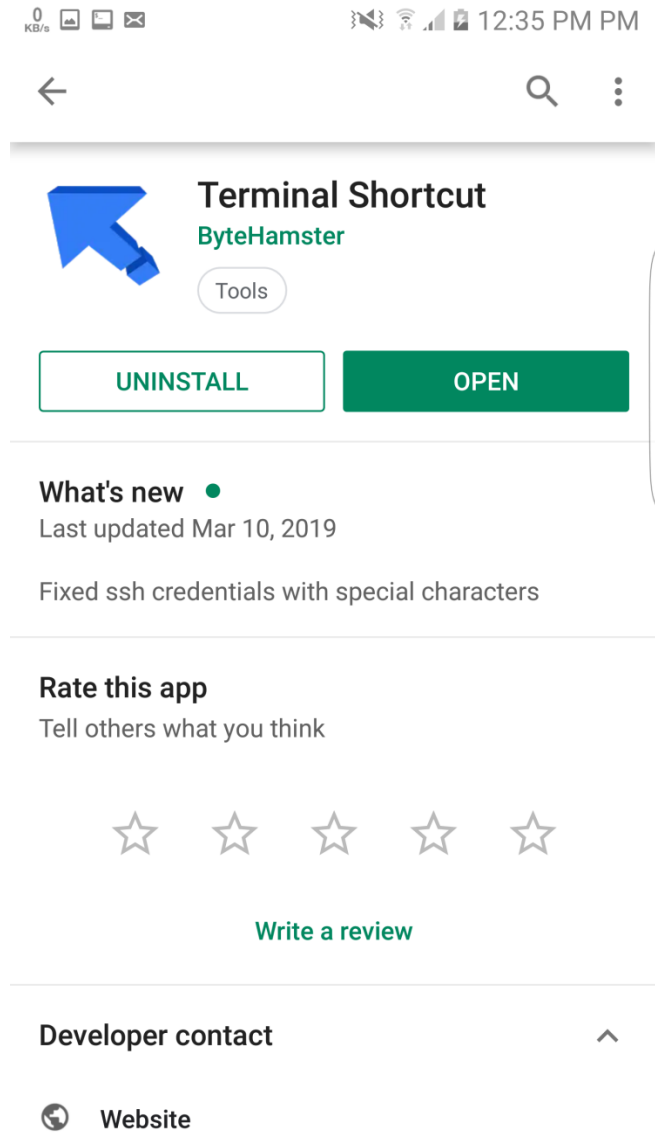 0
KB/s
12:35 PM PM
Terminal Shortcut
ByteHamster
Tools
UNINSTALL
OPEN
What's new
Last updated Mar 10, 2019
Fixed ssh credentials with special characters
Rate this app
Tell others what you think
Write a review
Developer contact
Website